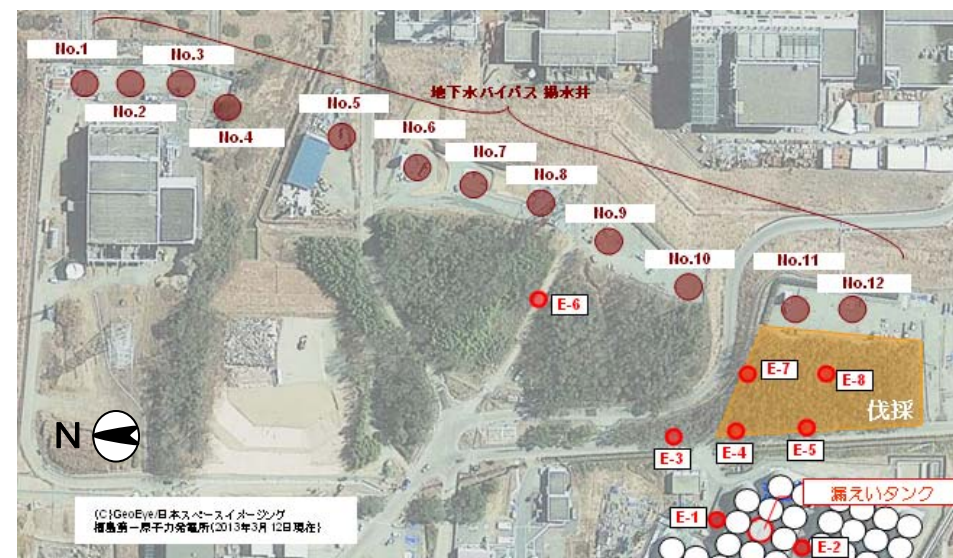 No.1
No.3
No.2
No.4
No.5
No.6
No.7
No.8
No.9
No.10
No.11
No.12
地下水バイパス 揚水井
E-6
E-7
E-8
伐採
E-3
E-4
E-5
N
漏えいタンク
E-1
E-2
(C)GeoEye/日本スペースイメージング
福島第一原子力発電所(2013年3月12日現在)